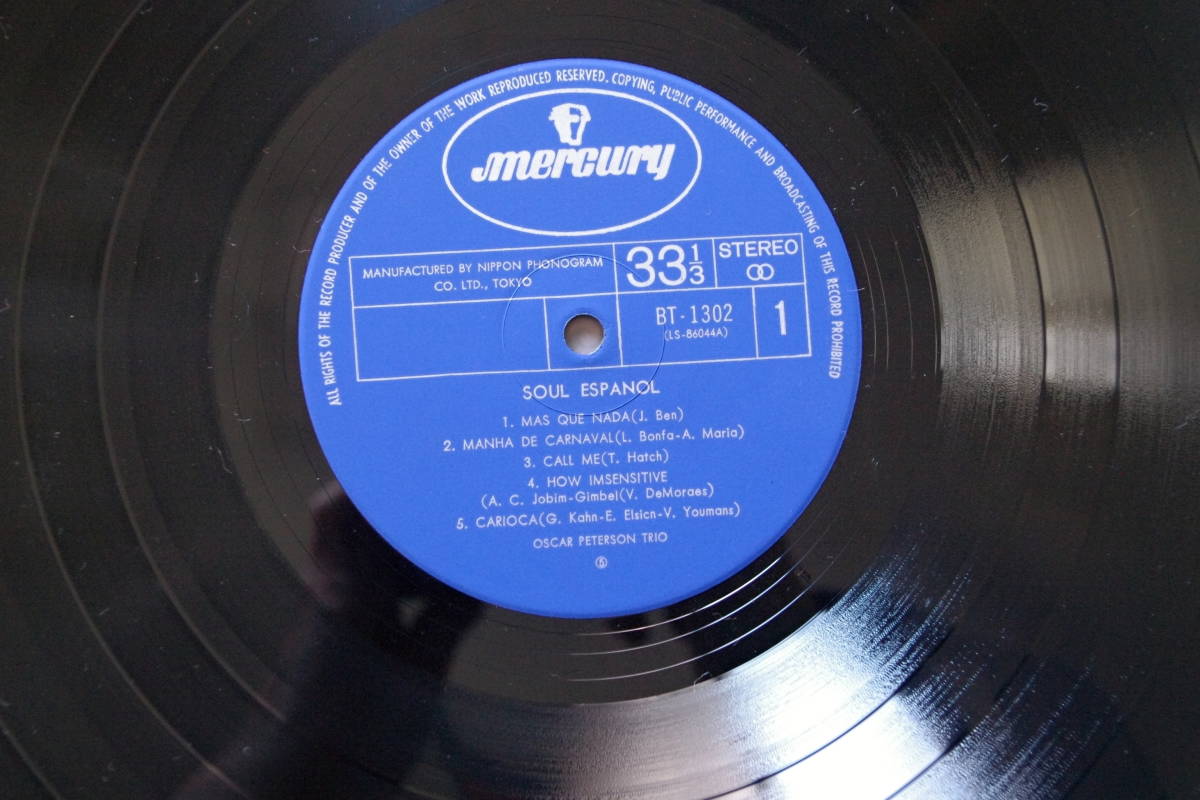 ALL RIGHTS OF THE RECORD PRODUCER AND OF THE OWNER OF THE WORK REPRODUCED RESERVED. COPYING, PUBLIC PERFORMANCE AND BROADCASTING OF THIS RECORD PROHIBITED
mercury
MANUFACTURED BY NIPPON PHONOGRAM
CO. LTD., TOKYO
33 1/3
STEREO
BT-1302
(LS-86044A)
1
SOUL ESPANOL
1. MAS QUE NADA(J. Ben)
2. MANHA DE CARNAVAL(L. Bonfa-A. Maria)
3. CALL ME(T. Hatch)
4. HOW IMSENSITIVE
(A. C. Jobim-Gimbel(V. DeMoraes)
5. CARIOCA(G. Kahn-E. Elsicn-V. Youmans)
OSCAR PETERSON TRIO